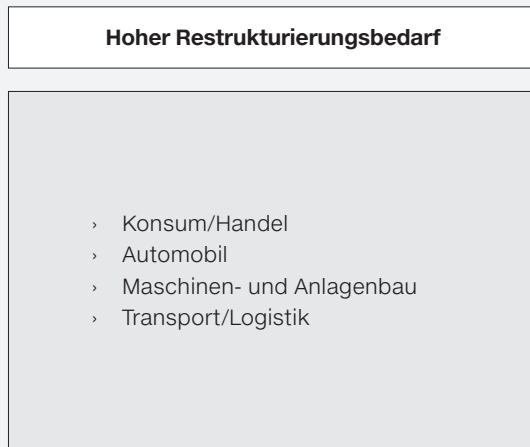 Hoher Restrukturierungsbedarf
› Konsum/Handel
› Automobil
› Maschinen- und Anlagenbau
› Transport/Logistik